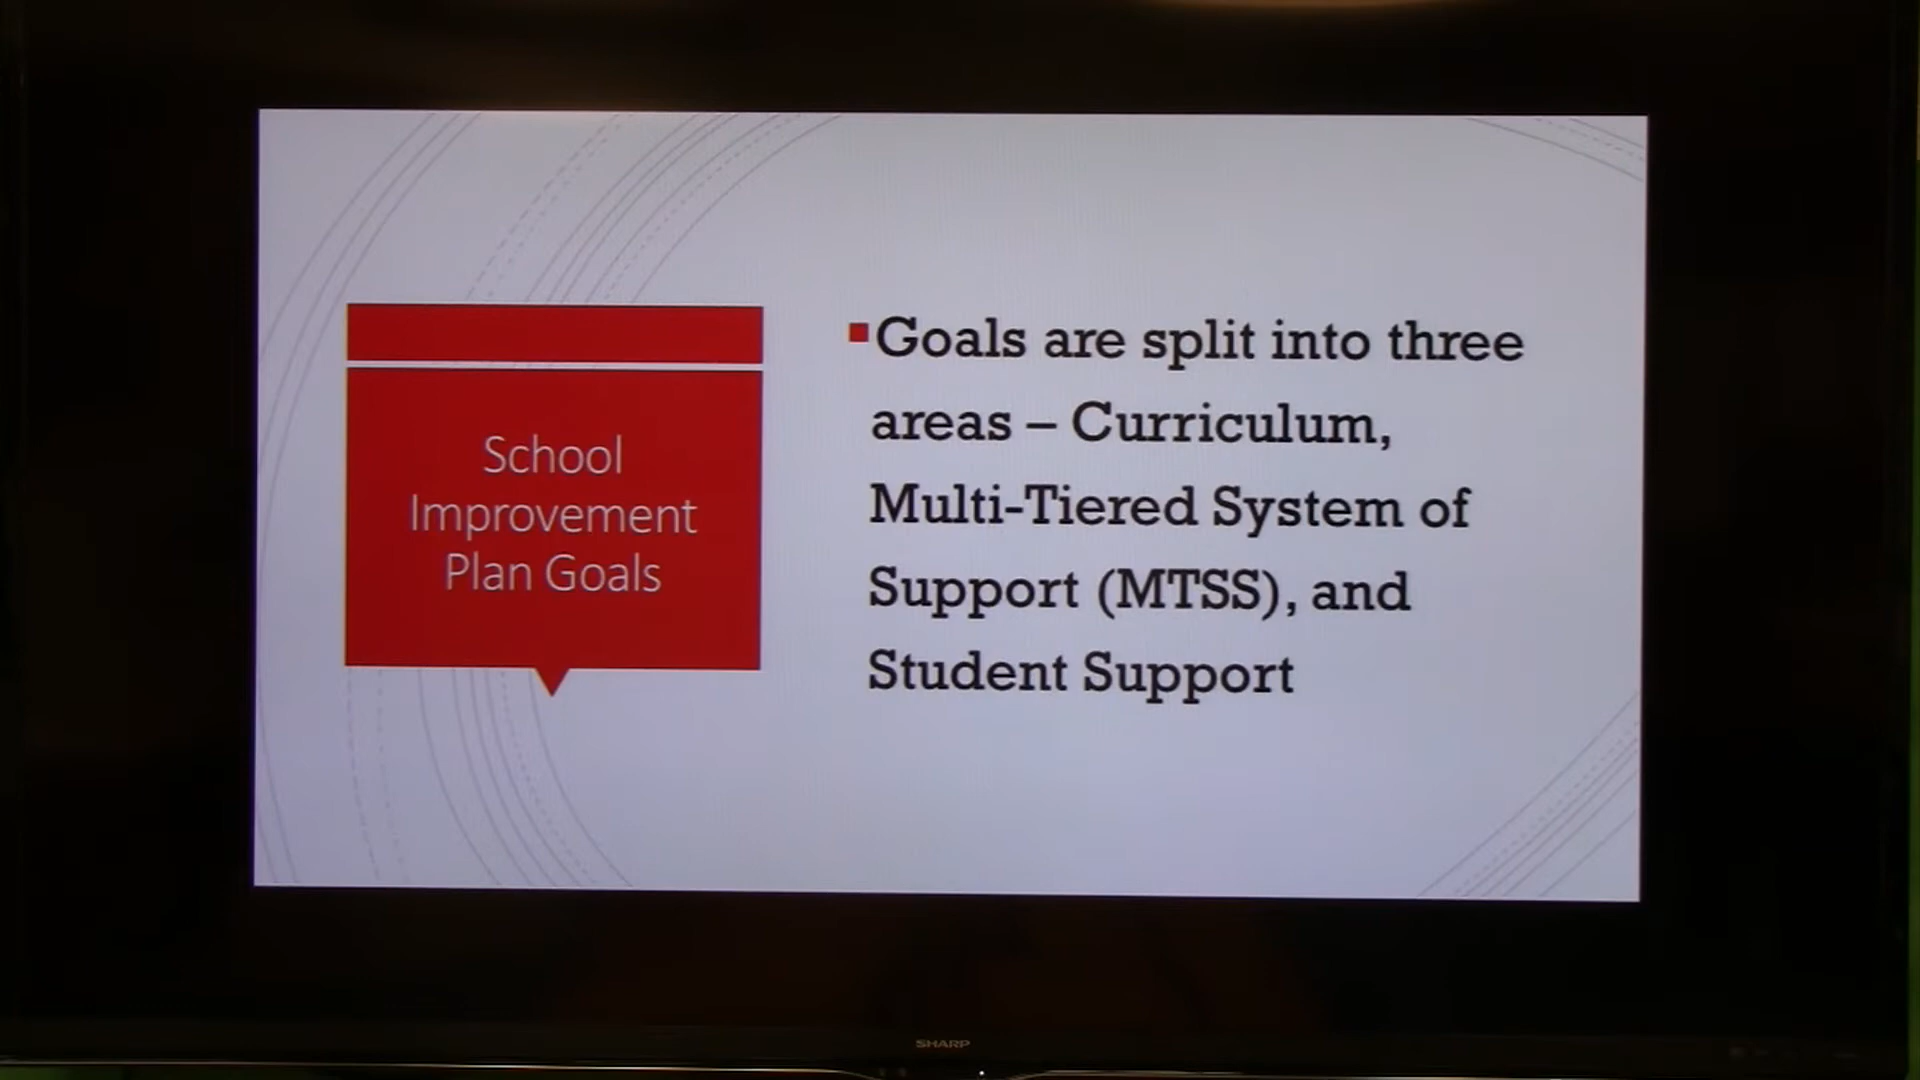 School
Improvement
Plan Goals
Goals are split into three
areas – Curriculum,
Multi-Tiered System of
Support (MTSS), and
Student Support
SHARP